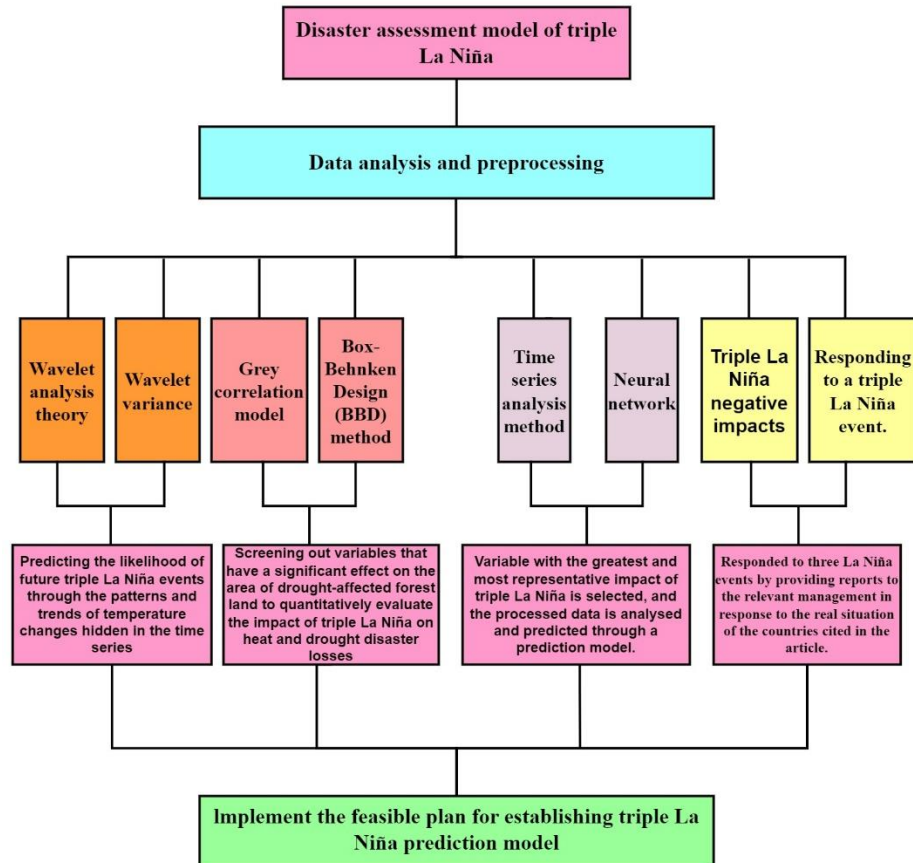 Disaster assessment model of triple
La Niña
Data analysis and preprocessing
Wavelet
analysis
theory
Wavelet
variance
Grey
correlation
model
Box-
Behnken
Design
(BBD)
method
Time
series
analysis
method
Neural
network
Triple La
Niña
negative
impacts
Responding
to a triple
La Niña
event.
Predicting the likelihood of
future triple La Niña events
through the patterns and
trends of temperature
changes hidden in the time
series
Screening out variables that
have a significant effect on the
area of drought-affected forest
land to quantitatively evaluate
the impact of triple La Niña on
heat and drought disaster
losses
Variable with the greatest and
most representative impact of
triple La Niña is selected, and
the processed data is analysed
and predicted through a
prediction model.
Responded to three La Niña
events by providing reports to
the relevant management in
response to the real situation
of the countries cited in the
article.
lmplement the feasible plan for establishing triple La
Niña prediction model